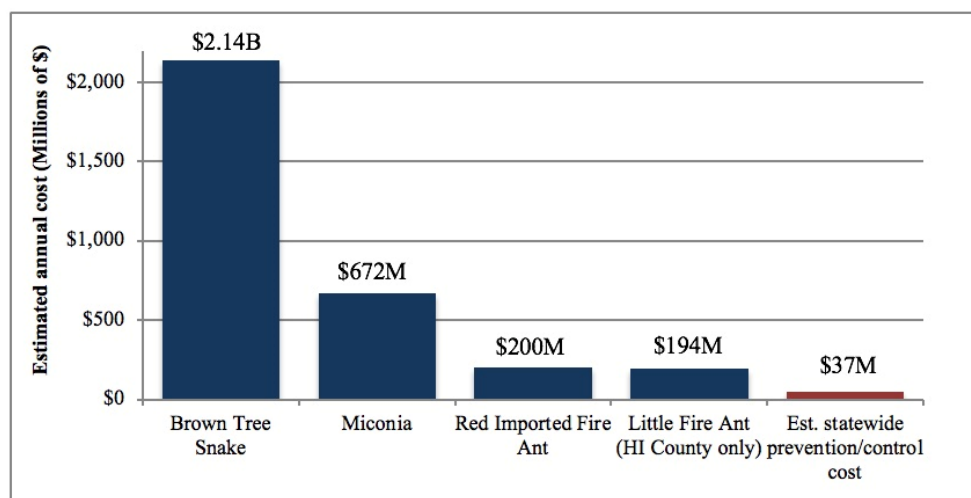 Estimated annual cost (Millions of $)
$2,000
$1,500
$1,000
$500
$0
$2.14B
$672M
$200M
$194M
$37M
Brown Tree
Snake
Miconia
Red Imported Fire
Ant
Little Fire Ant
(HI County only)
Est. statewide
prevention/control
cost